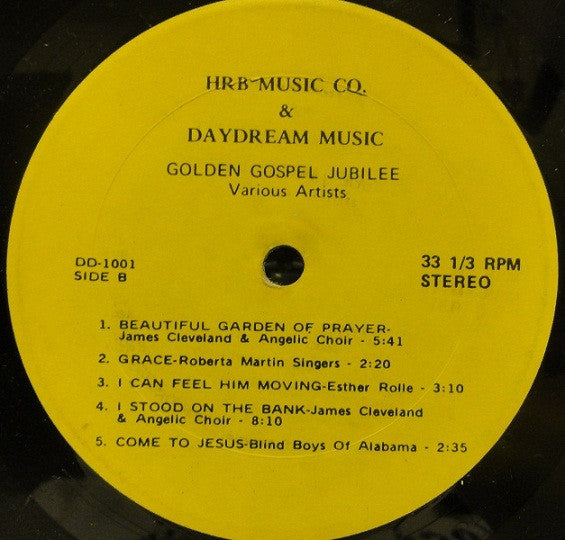 HRB MUSIC CO.
&
DAYDREAM MUSIC
GOLDEN GOSPEL JUBILEE
Various Artists
DD-1001
SIDE B
33 1/3 RPM
STEREO
1. BEAUTIFUL GARDEN OF PRAYER-
James Cleveland & Angelic Choir - 5:41
2. GRACE-Roberta Martin Singers - 2:20
3. I CAN FEEL HIM MOVING-Esther Rolle - 3:10
4. I STOOD ON THE BANK-James Cleveland
& Angelic Choir - 8:10
5. COME TO JESUS-Blind Boys Of Alabama - 2:35